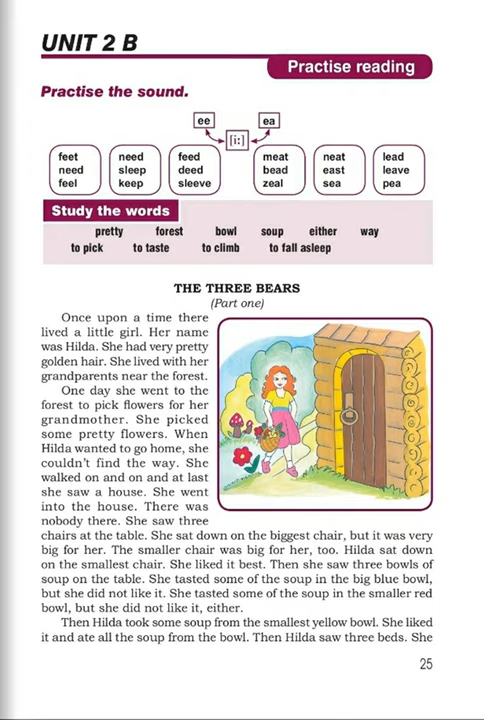 UNIT 2 B
Practise reading
Practise the sound.
ee ea
[i:]
feet need feed meat neat lead
need sleep deed bead east leave
feel keep sleeve zeal sea pea
Study the words
pretty forest bowl soup either way
to pick to taste to climb to fall asleep
THE THREE BEARS
(Part one)
Once upon a time there
lived a little girl. Her name
was Hilda. She had very pretty
golden hair. She lived with her
grandparents near the forest.
One day she went to the
forest to pick flowers for her
grandmother. She picked
some pretty flowers. When
Hilda wanted to go home, she
couldn't find the way. She
walked on and on and at last
she saw a house. She went
into the house. There was
nobody there. She saw three
chairs at the table. She sat down on the biggest chair, but it was very
big for her. The smaller chair was big for her, too. Hilda sat down
on the smallest chair. She liked it best. Then she saw three bowls of
soup on the table. She tasted some of the soup in the big blue bowl,
but she did not like it. She tasted some of the soup in the smaller red
bowl, but she did not like it, either.
Then Hilda took some soup from the smallest yellow bowl. She liked
it and ate all the soup from the bowl. Then Hilda saw three beds. She
25